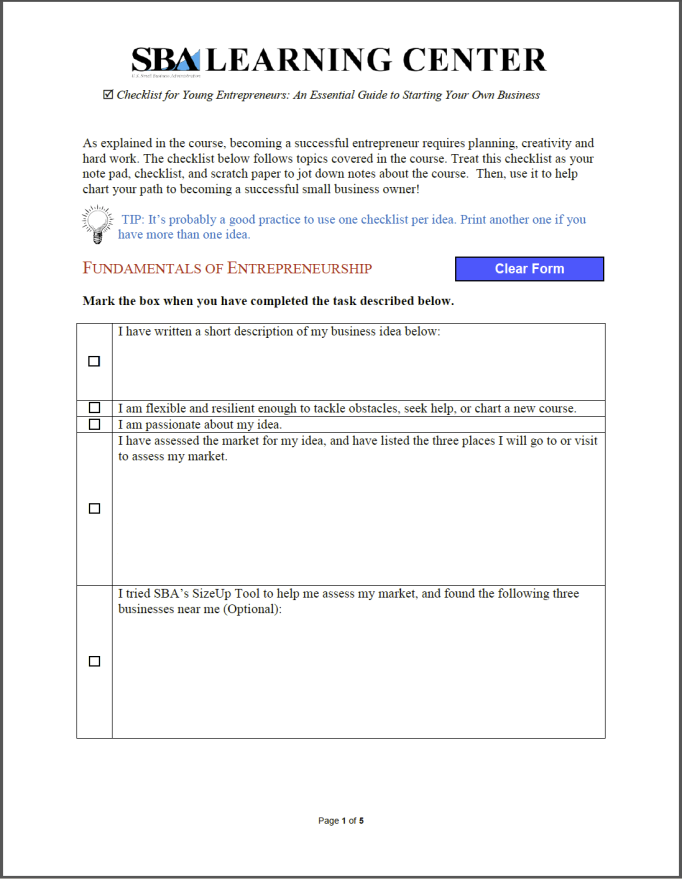 SBA LEARNING CENTER
U.S. Small Business Administration
Checklist for Young Entrepreneurs: An Essential Guide to Starting Your Own Business
As explained in the course, becoming a successful entrepreneur requires planning, creativity and
hard work. The checklist below follows topics covered in the course. Treat this checklist as your
note pad, checklist, and scratch paper to jot down notes about the course.  Then, use it to help
chart your path to becoming a successful small business owner!
TIP: It’s probably a good practice to use one checklist per idea. Print another one if you
have more than one idea.
FUNDAMENTALS OF ENTREPRENEURSHIP
Clear Form
Mark the box when you have completed the task described below.
I have written a short description of my business idea below:
I am flexible and resilient enough to tackle obstacles, seek help, or chart a new course.
I am passionate about my idea.
I have assessed the market for my idea, and have listed the three places I will go to or visit
to assess my market.
I tried SBA’s SizeUp Tool to help me assess my market, and found the following three
businesses near me (Optional):
Page 1 of 5